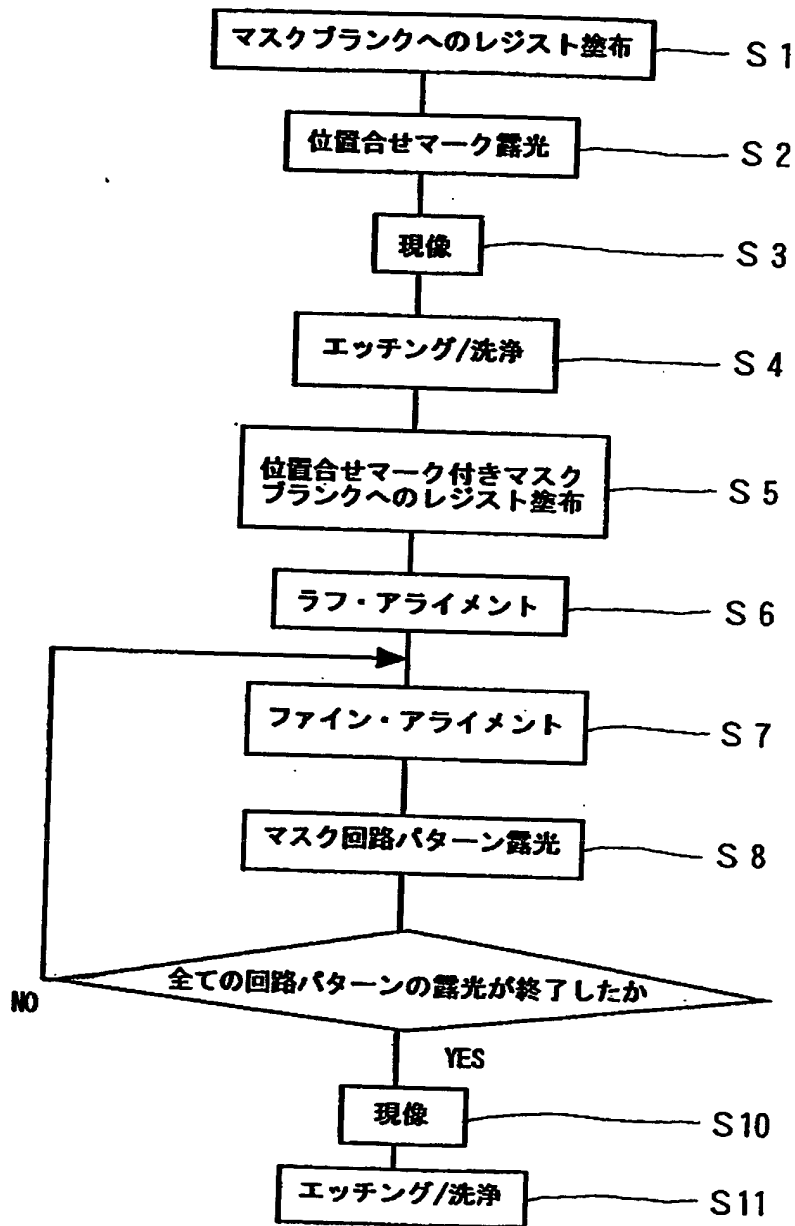 マスクブランクへのレジスト塗布
S1
位置合せマーク露光
S2
現像
S3
エッチング/洗浄
S4
位置合せマーク付きマスク
ブランクへのレジスト塗布
S5
ラフ・アライメント
S6
ファイン・アライメント
S7
マスク回路パターン露光
S8
全ての回路パターンの露光が終了したか
NO
YES
現像
S10
エッチング/洗浄
S11